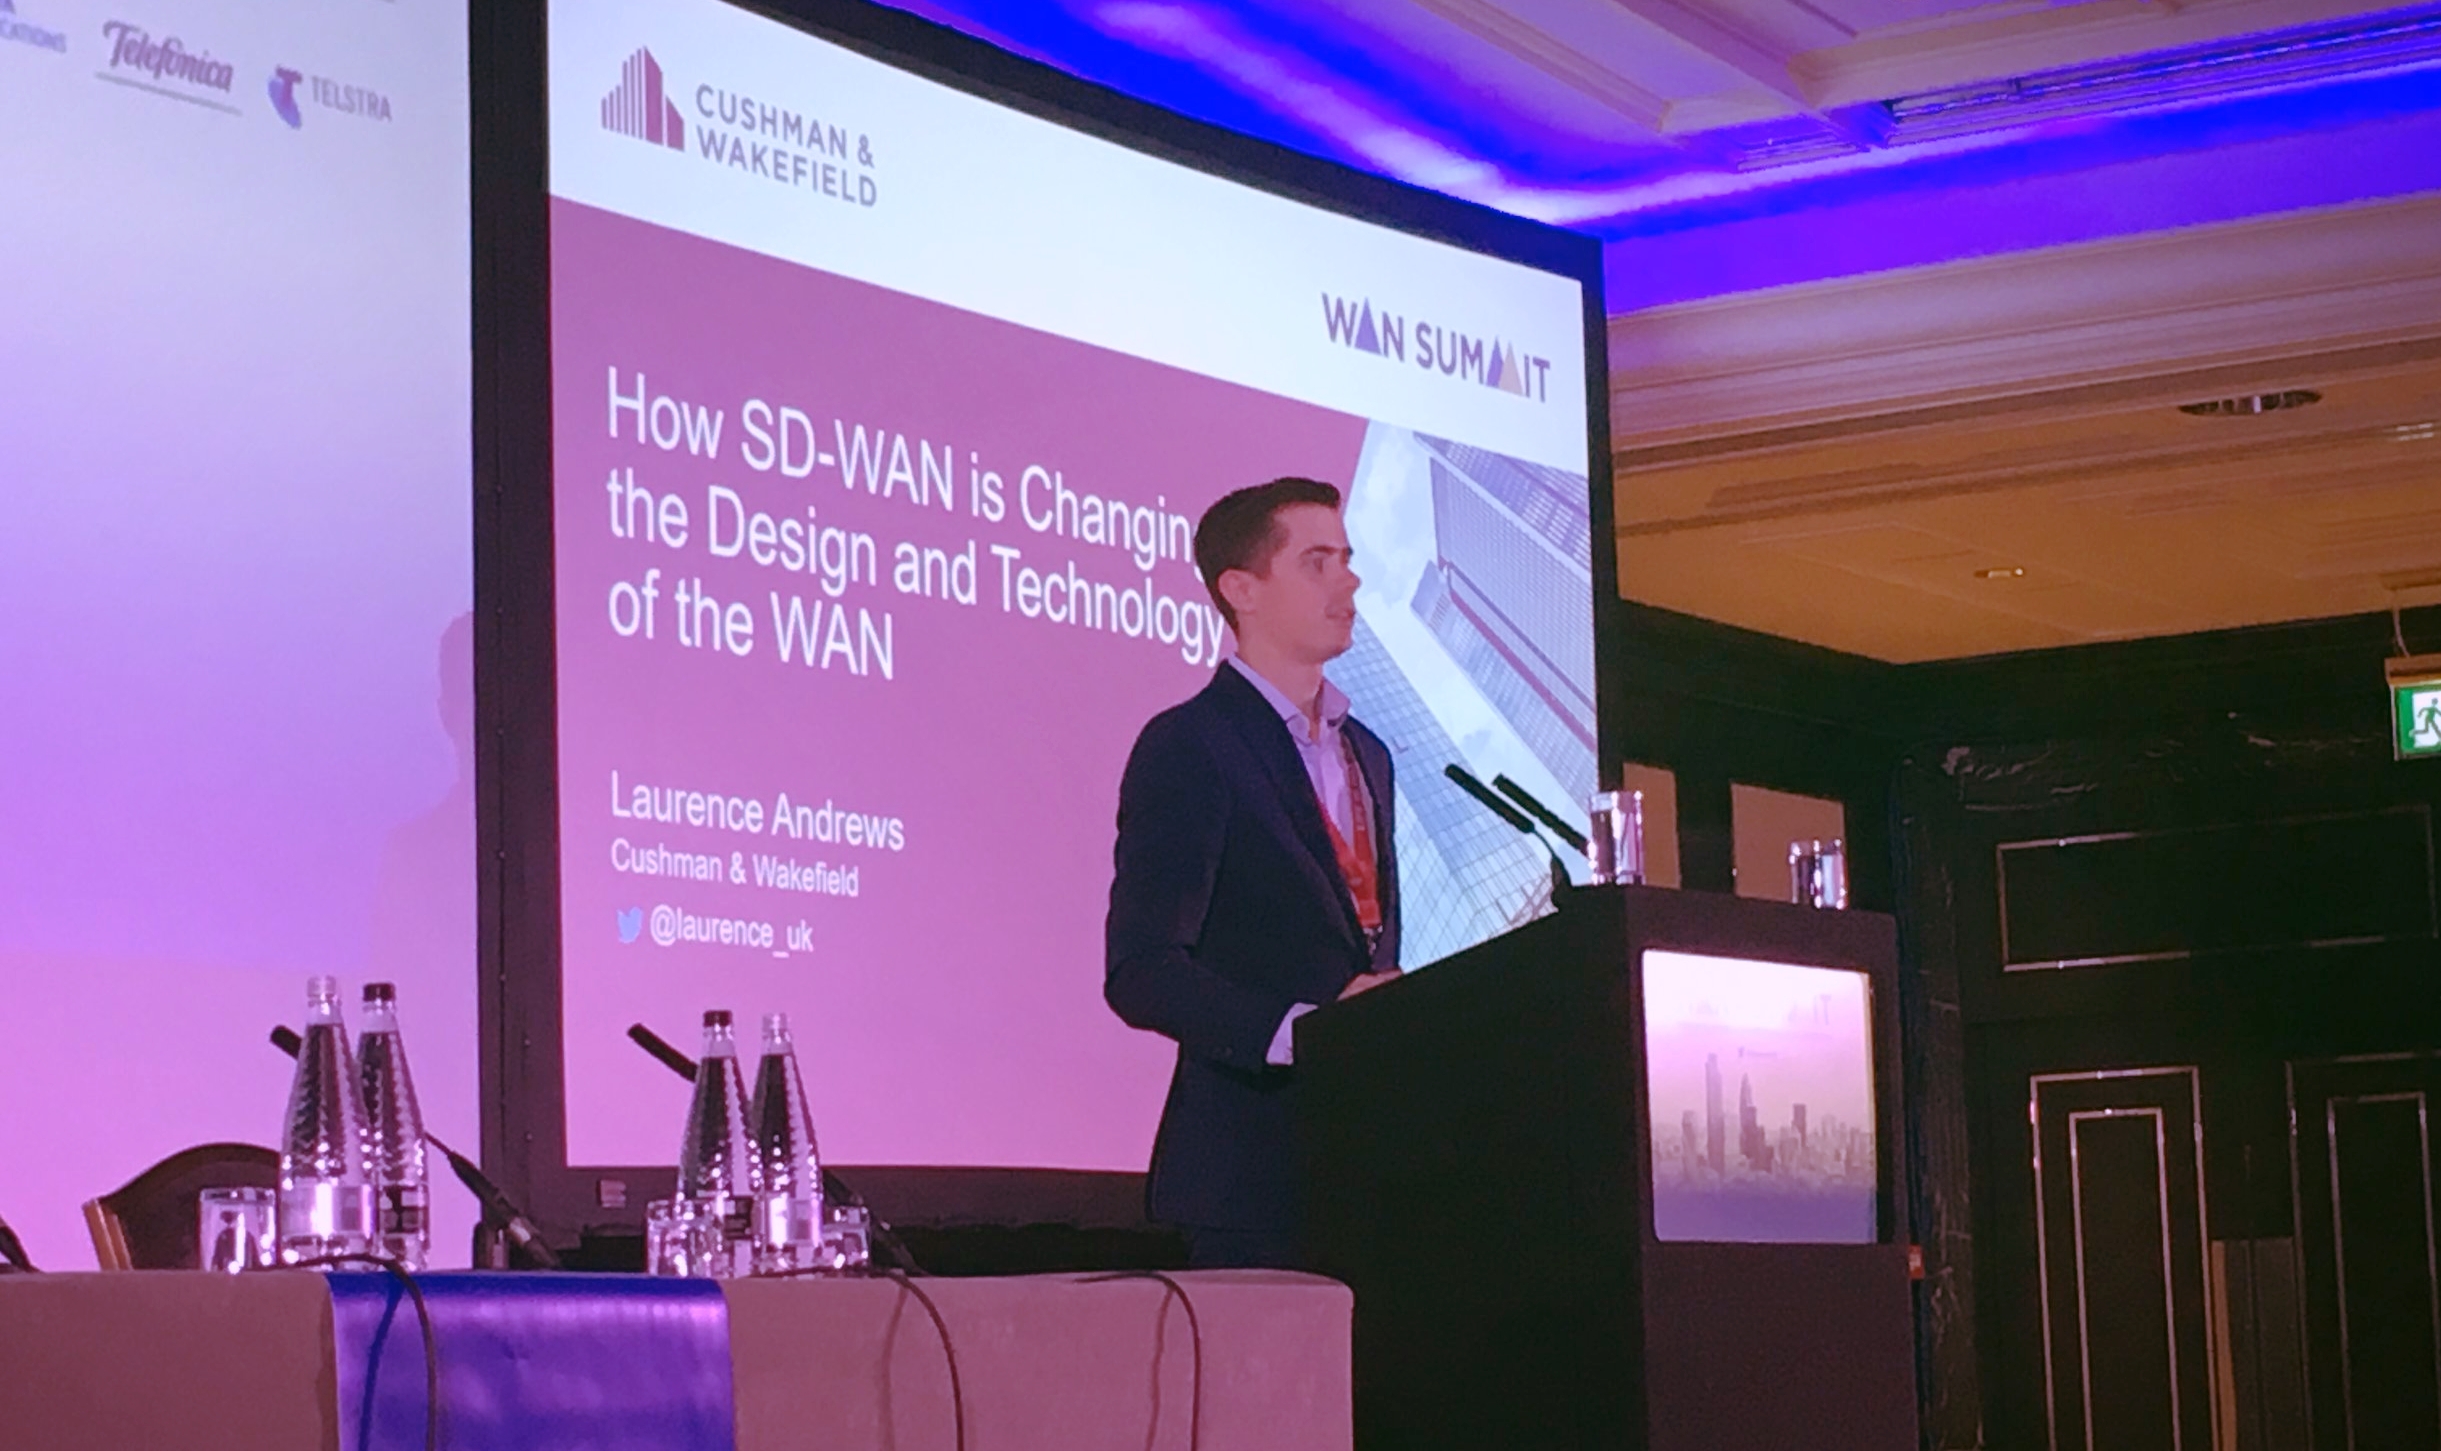 Telefónica
TELSTRA
CUSHMAN &
WAKEFIELD
WAN SUMMIT
How SD-WAN is Changing
the Design and Technology
of the WAN
Laurence Andrews
Cushman & Wakefield
@laurence_uk